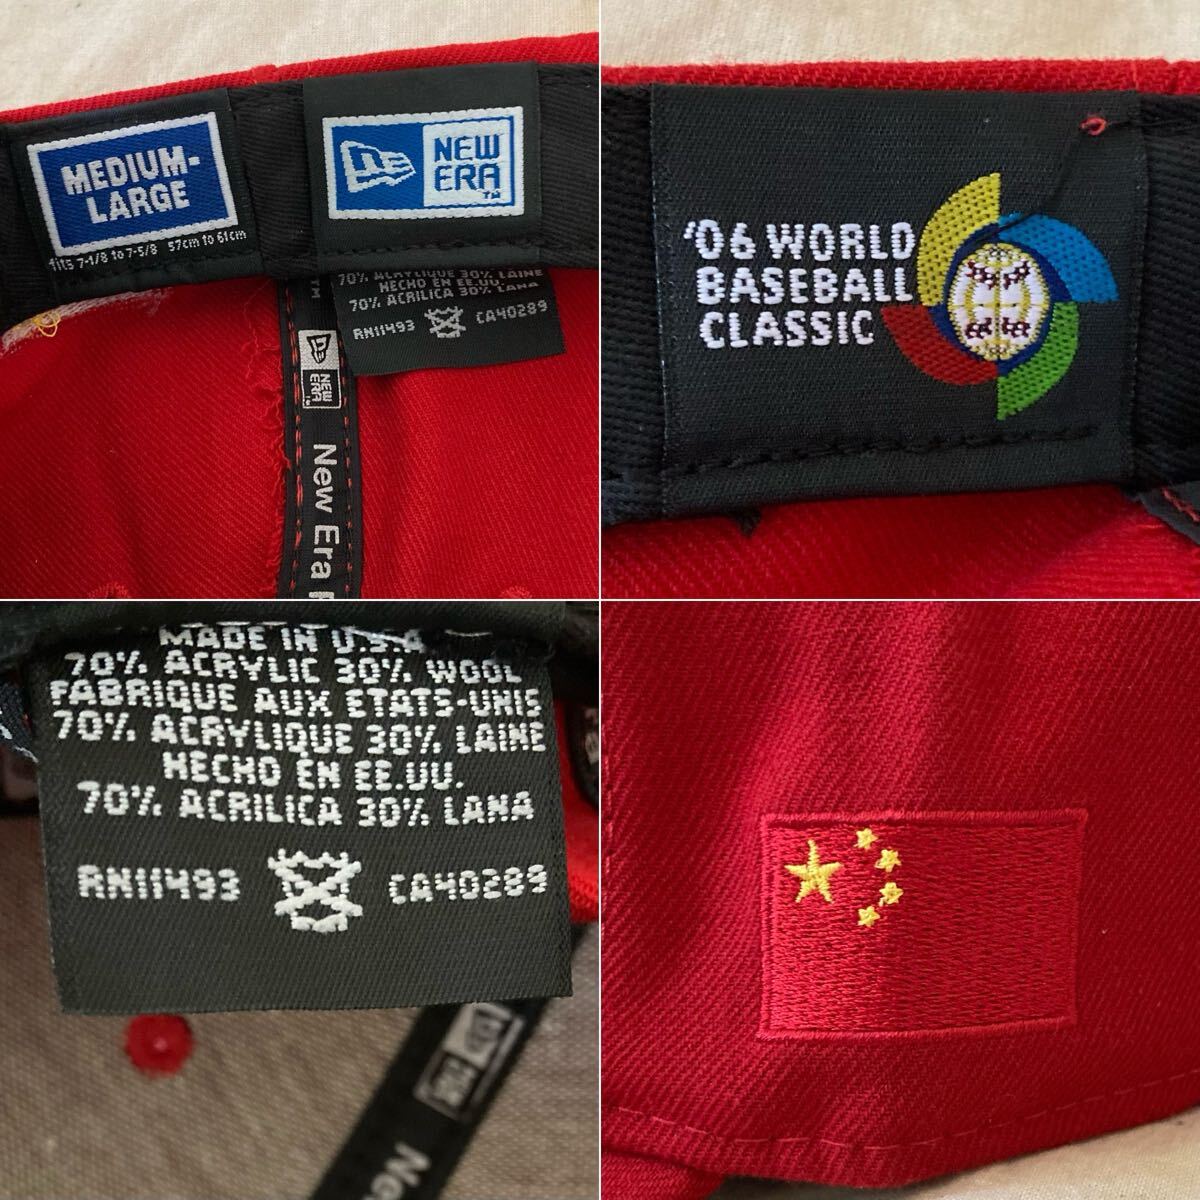 MEDIUM-
LARGE
fits 7-1/8 to 7-5/8 57cm to 61cm
NEW
ERA™
70% ACRYLIQUE 30% LAINE
HECHO EN EE.UU.
70% ACRILICA 30% LANA
RN11493 CA40289
TM
NEW
ERA
New Era
'06 WORLD
BASEBALL
CLASSIC
MADE IN U.S.A
70% ACRYLIC 30% WOOL
FABRIQUE AUX ETATS-UNIS
70% ACRYLIQUE 30% LAINE
HECHO EN EE.UU.
70% ACRILICA 30% LANA
RN11493 CA40289